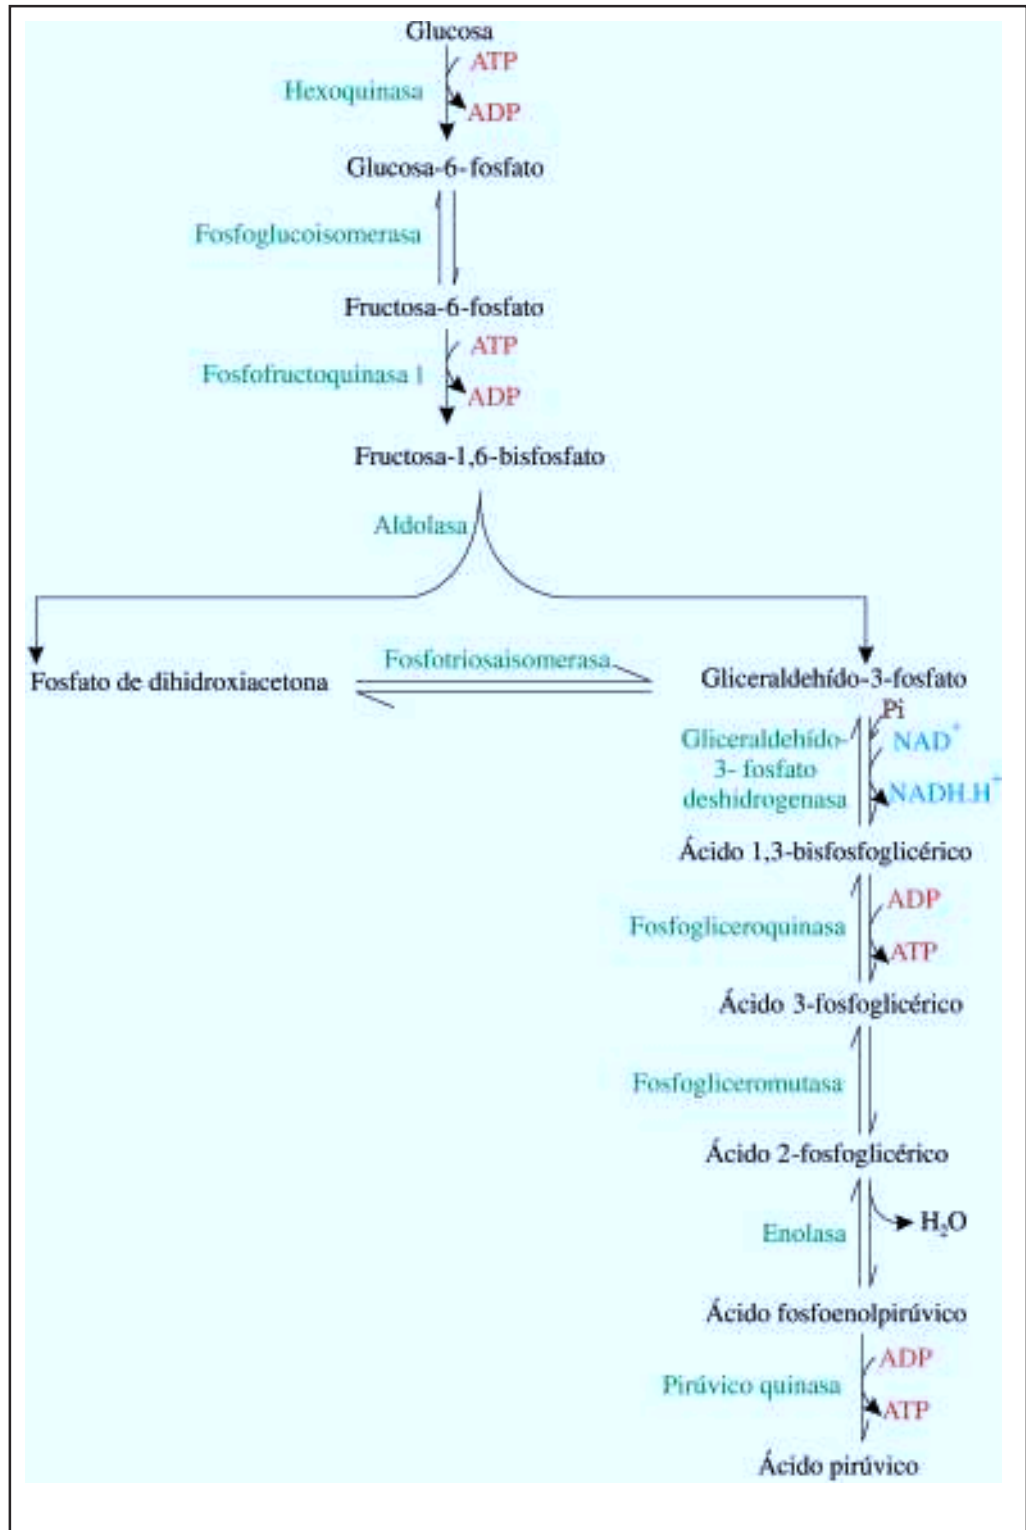 Glucosa
ATP
Hexoquinasa
ADP
Glucosa-6-fosfato
Fosfoglucoisomerasa
Fructosa-6-fosfato
ATP
Fosfofructoquinasa 1
ADP
Fructosa-1,6-bisfosfato
Aldolasa
Fosfotriosaisomerasa
Fosfato de dihidroxiacetona
Gliceraldehído-3-fosfato
Pi
Gliceraldehído-
3- fosfato
deshidrogenasa
NAD⁺
NADH.H⁺
Ácido 1,3-bisfosfoglicérico
ADP
Fosfogliceroquinasa
ATP
Ácido 3-fosfoglicérico
Fosfogliceromutasa
Ácido 2-fosfoglicérico
H₂O
Enolasa
Ácido fosfoenolpirúvico
ADP
Pirúvico quinasa
ATP
Ácido pirúvico